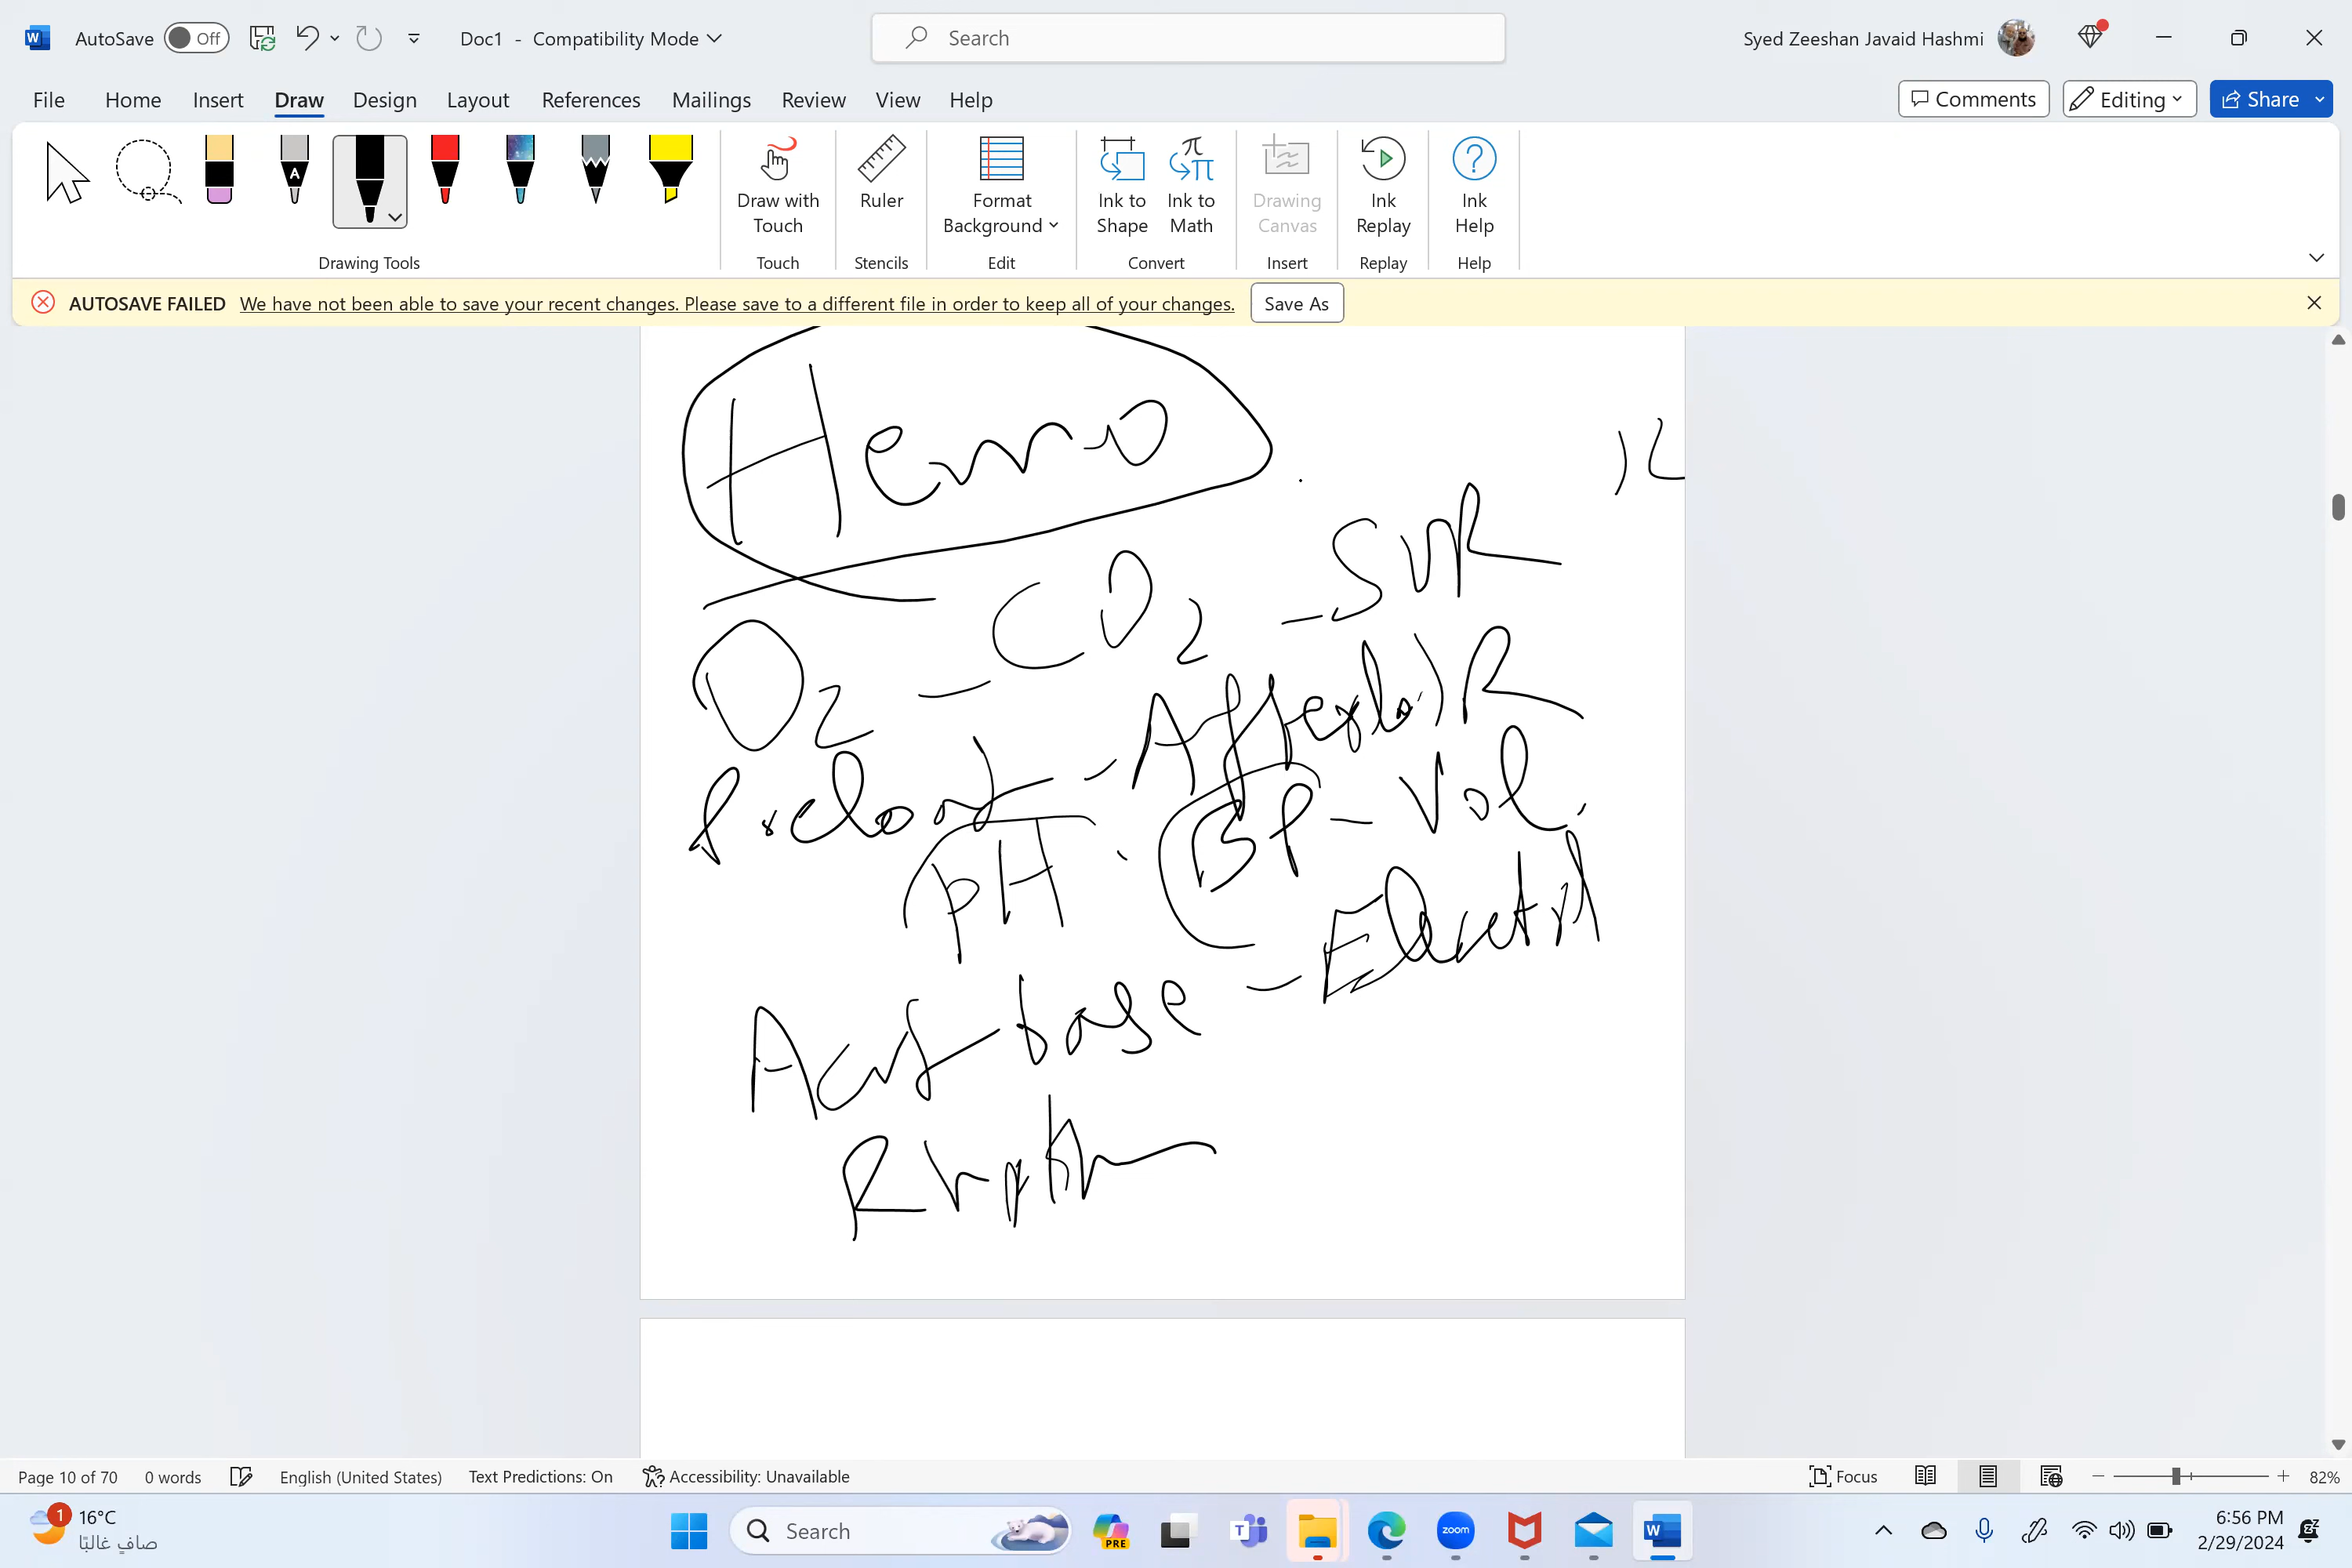 AutoSave Off Doc1 - Compatibility Mode Search Syed Zeeshan Javaid Hashmi
File Home Insert Draw Design Layout References Mailings Review View Help Comments Editing Share
A
Draw with Touch Ruler Format Background Ink to Shape Ink to Math Drawing Canvas Ink Replay Ink Help
Drawing Tools Touch Stencils Edit Convert Insert Replay Help
AUTOSAVE FAILED We have not been able to save your recent changes. Please save to a different file in order to keep all of your changes. Save As
Hemo
O2 - CO2 - SVR
R
BP - Vol.
pH
base -
Page 10 of 70 0 words English (United States) Text Predictions: On Accessibility: Unavailable Focus 82%
1 16°C
صافٍ غالبًا
Search PRE zoom 6:56 PM
2/29/2024